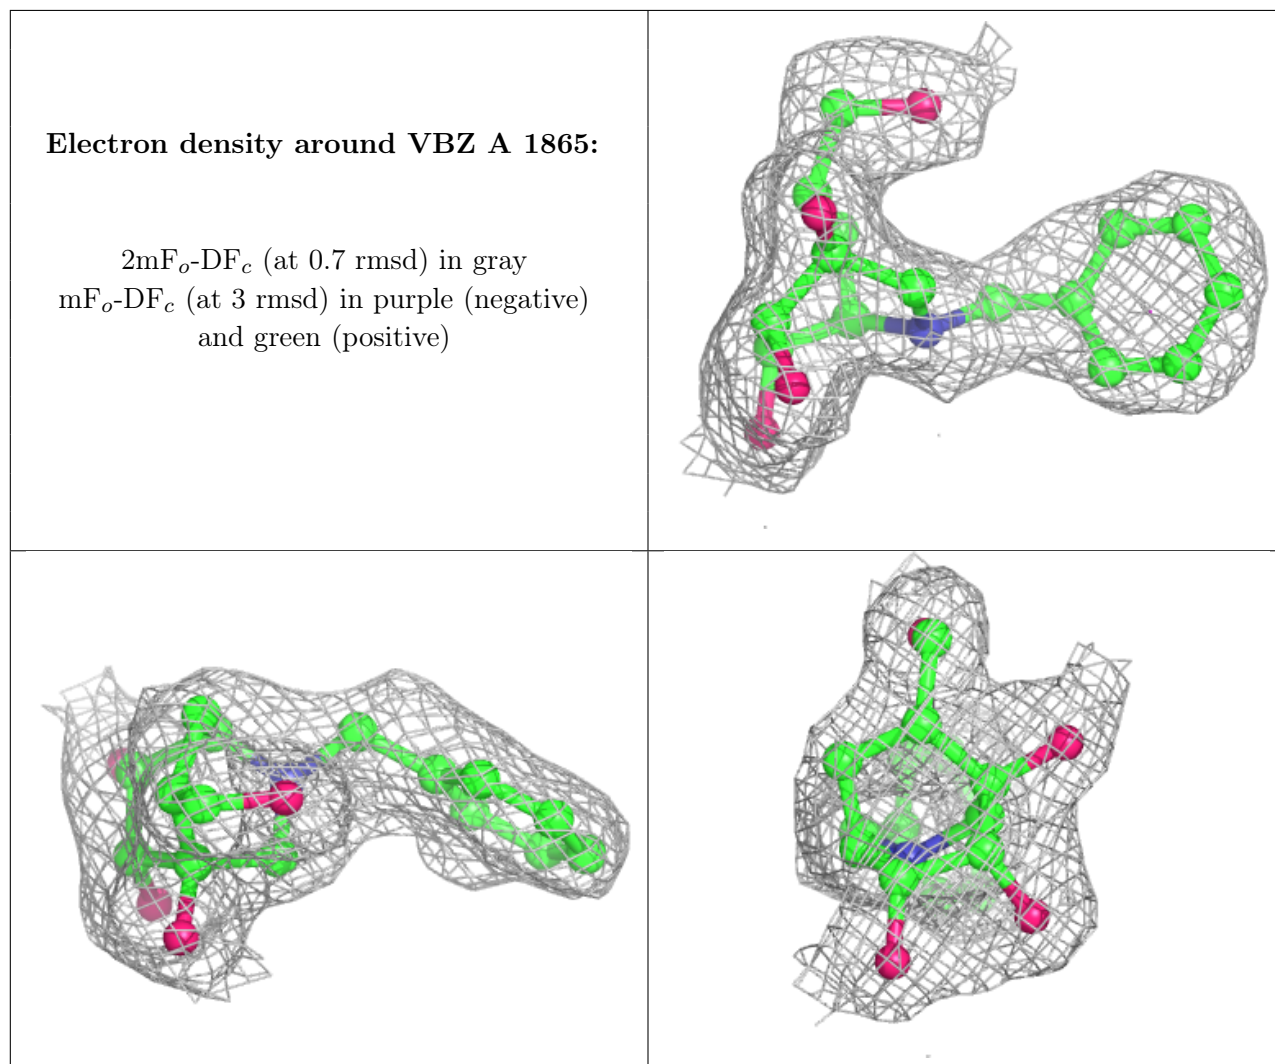 Electron density around VBZ A 1865:
2mFo-DFc (at 0.7 rmsd) in gray
mFo-DFc (at 3 rmsd) in purple (negative)
and green (positive)